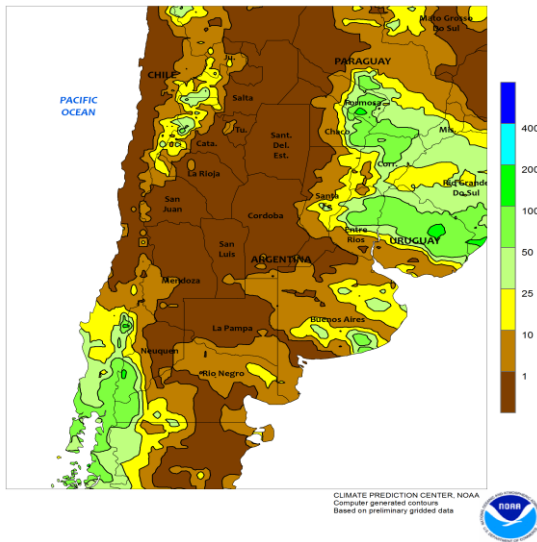 Mato Grosso
Do Sul
PARAGUAY
Ju.
CHILE
PACIFIC
OCEAN
Salta
Formosa
Tu.
Chaco
Mis.
Sant.
Del.
Est.
Cata.
Corr.
La Rioja
Rio Grande
Do Sul
Santa
Fe
San
Juan
Cordoba
Entre
Rios
URUGUAY
San
Luis
ARGENTINA
Mendoza
Buenos Aires
La Pampa
Neuquen
Rio Negro
400
200
100
50
25
10
1
CLIMATE PREDICTION CENTER, NOAA
Computer generated contours
Based on preliminary gridded data
NOAA